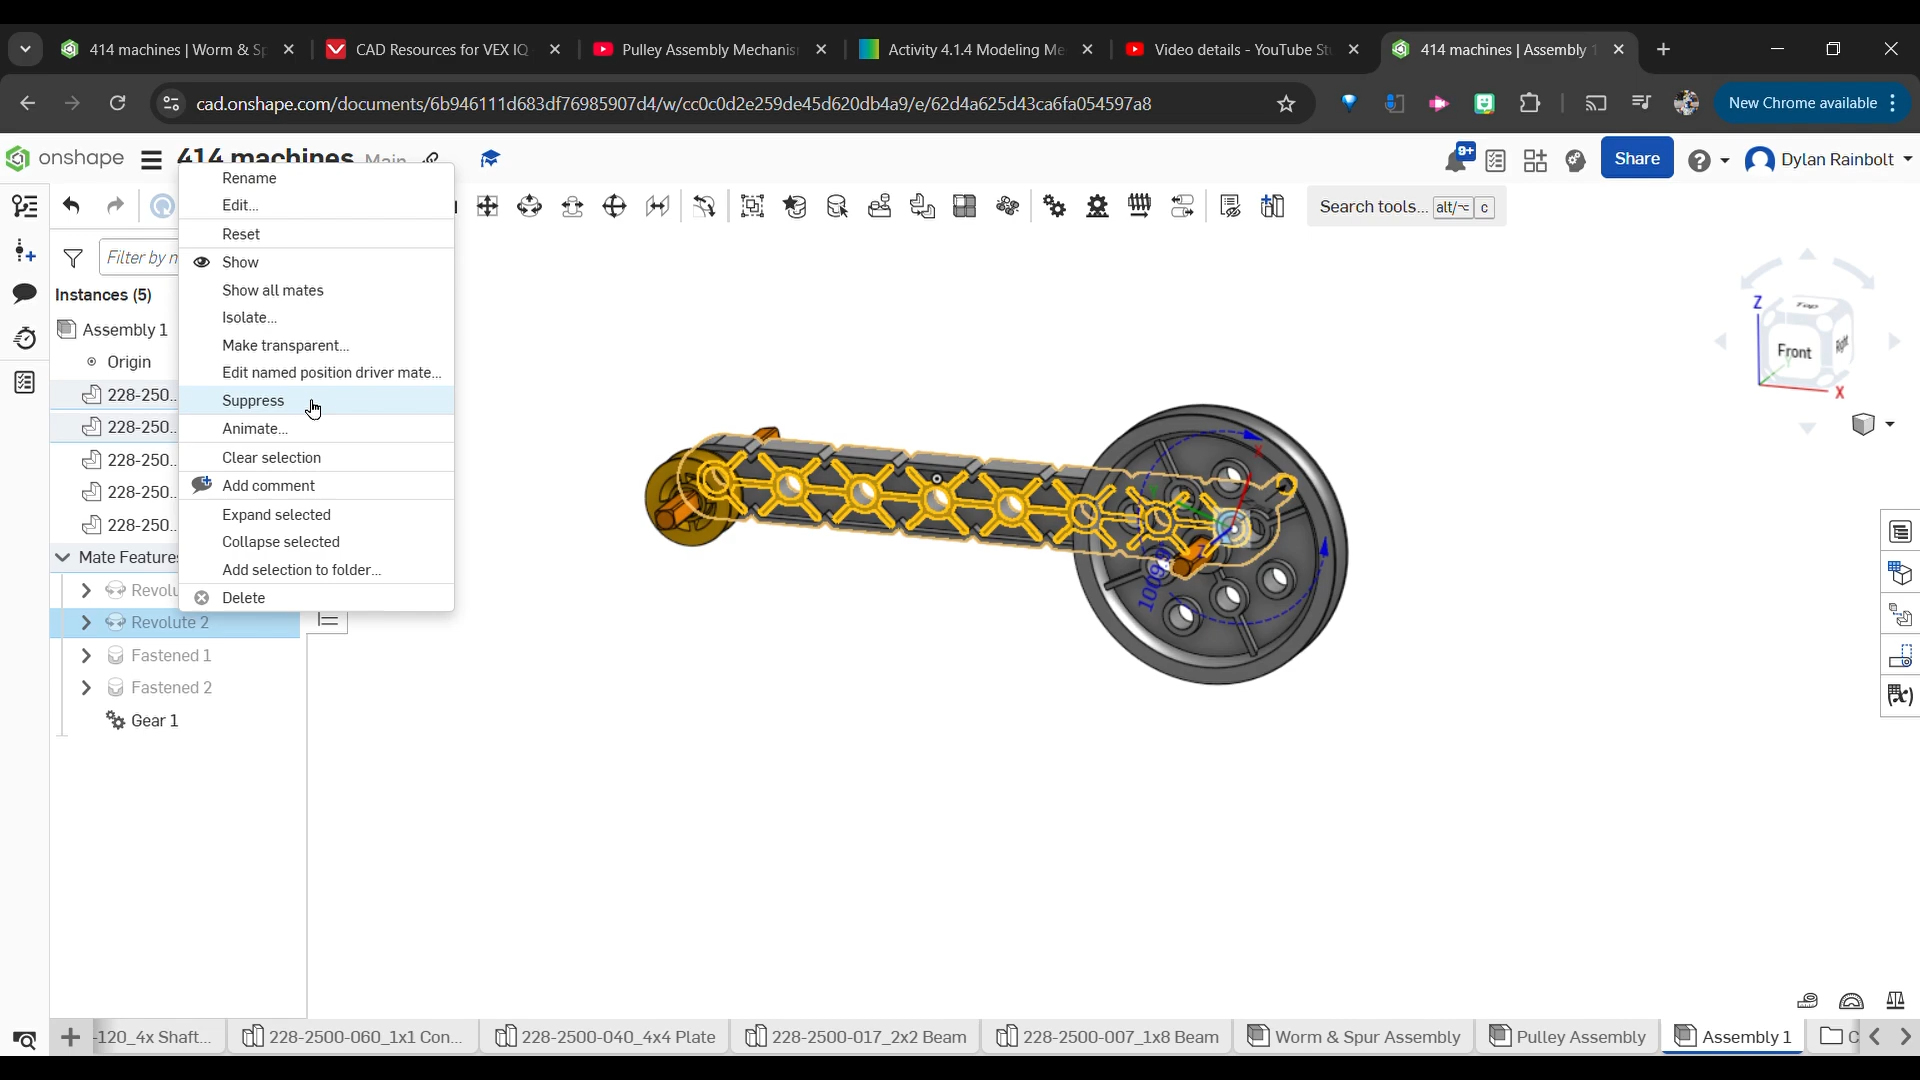 414 machines | Worm & Sp
CAD Resources for VEX IQ
Pulley Assembly Mechanis
Activity 4.1.4 Modeling Me
Video details - YouTube Stu
414 machines | Assembly 1
cad.onshape.com/documents/6b946111d683df76985907d4/w/cc0c0d2e259de45d620db4a9/e/62d4a625d43ca6fa054597a8
New Chrome available
onshape
414 machines
Main
9+
Share
Dylan Rainbolt
Search tools... alt/⌥ c
Filter by n
Instances (5)
Assembly 1
Origin
228-250...
228-250...
228-250...
228-250...
228-250...
Mate Features
Revolu
Revolute 2
Fastened 1
Fastened 2
Gear 1
Rename
Edit...
Reset
Show
Show all mates
Isolate...
Make transparent...
Edit named position driver mate...
Suppress
Animate...
Clear selection
Add comment
Expand selected
Collapse selected
Add selection to folder...
Delete
Z
Top
Front
Right
X
X
Y
-120_4x Shaft...
228-2500-060_1x1 Con...
228-2500-040_4x4 Plate
228-2500-017_2x2 Beam
228-2500-007_1x8 Beam
Worm & Spur Assembly
Pulley Assembly
Assembly 1
C